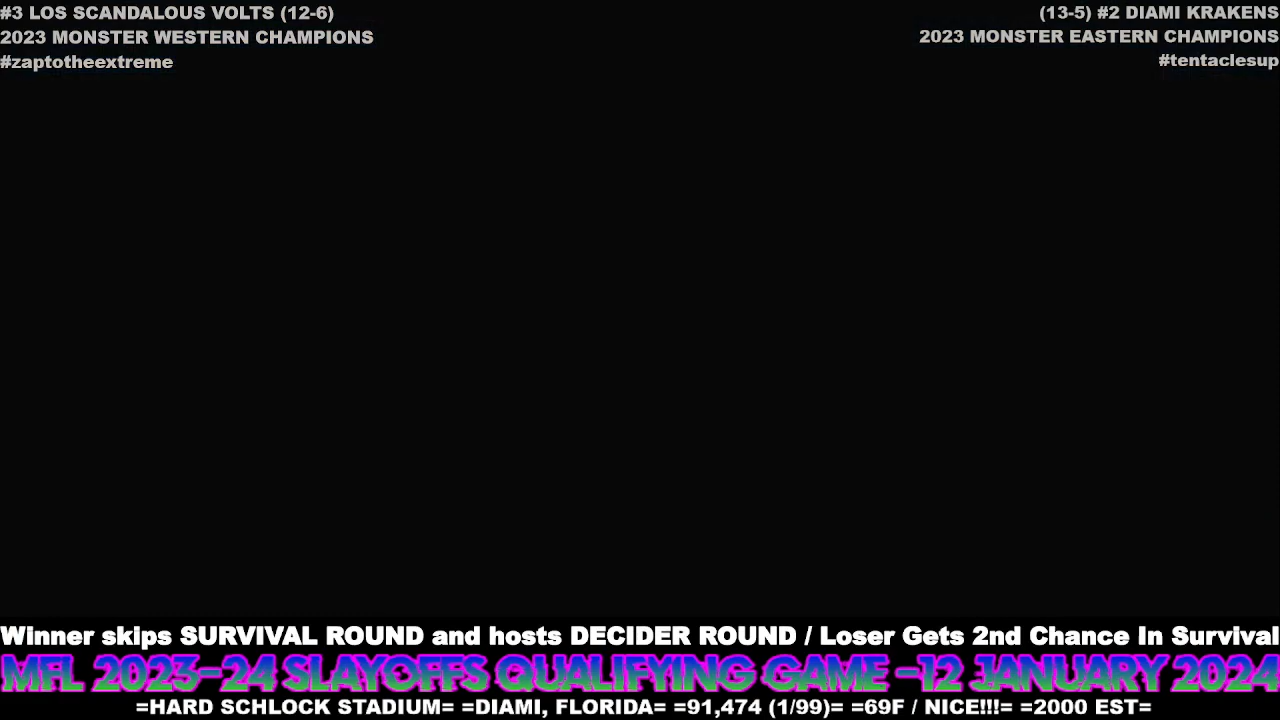 #3 LOS SCANDALOUS VOLTS (12-6)
2023 MONSTER WESTERN CHAMPIONS
#zaptotheextreme
(13-5) #2 DIAMI KRAKENS
2023 MONSTER EASTERN CHAMPIONS
#tentaclesup
Winner skips SURVIVAL ROUND and hosts DECIDER ROUND / Loser Gets 2nd Chance In Survival
MFL 2023-24 SLAYOFFS QUALIFYING GAME -12 JANUARY 2024
=HARD SCHLOCK STADIUM= =DIAMI, FLORIDA= =91,474 (1/99)= =69F / NICE!!!= =2000 EST=